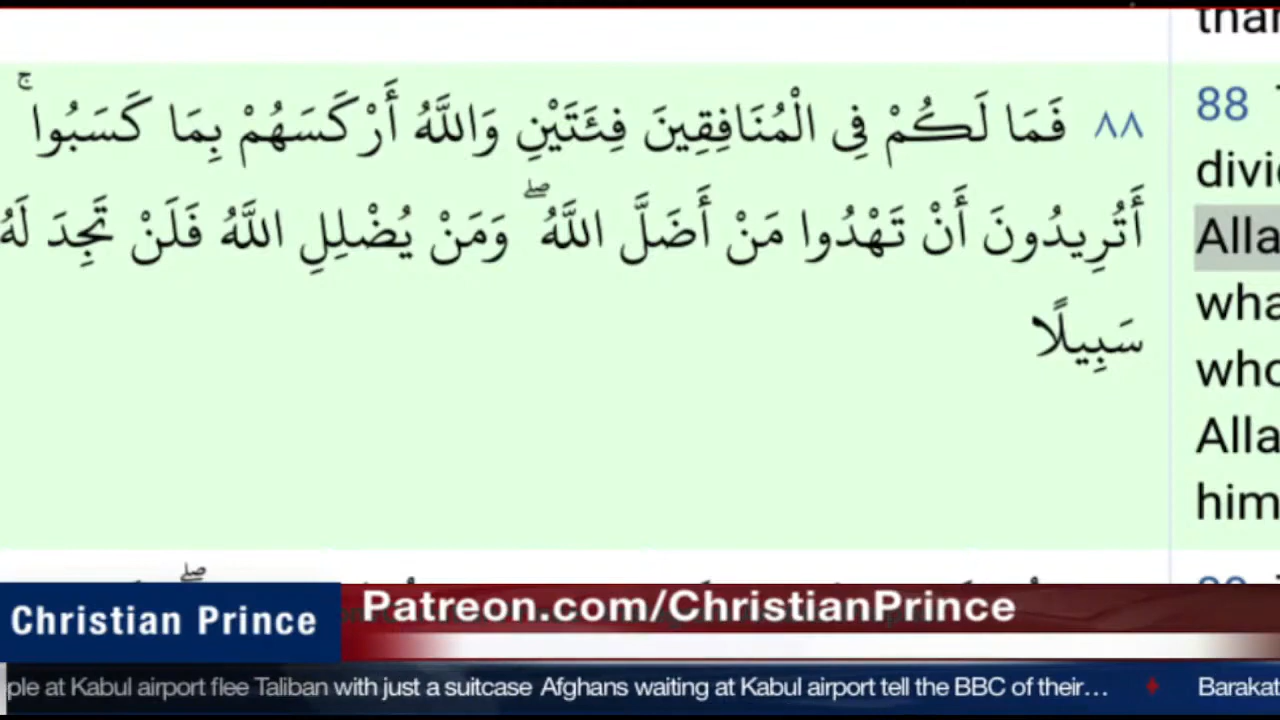 than
٨٨ فَمَا لَكُمْ فِى الْمُنَافِقِينَ فِئَتَيْنِ وَاللَّهُ أَرْكَسَهُمْ بِمَا كَسَبُوا ۚ
أَتُرِيدُونَ أَنْ تَهْدُوا مَنْ أَضَلَّ اللَّهُ ۖ وَمَنْ يُضْلِلِ اللَّهُ فَلَنْ تَجِدَ لَهُ
سَبِيلًا
88
divid
Alla
wha
who
Alla
him
Christian Prince
Patreon.com/ChristianPrince
ple at Kabul airport flee Taliban with just a suitcase Afghans waiting at Kabul airport tell the BBC of their… Barakat